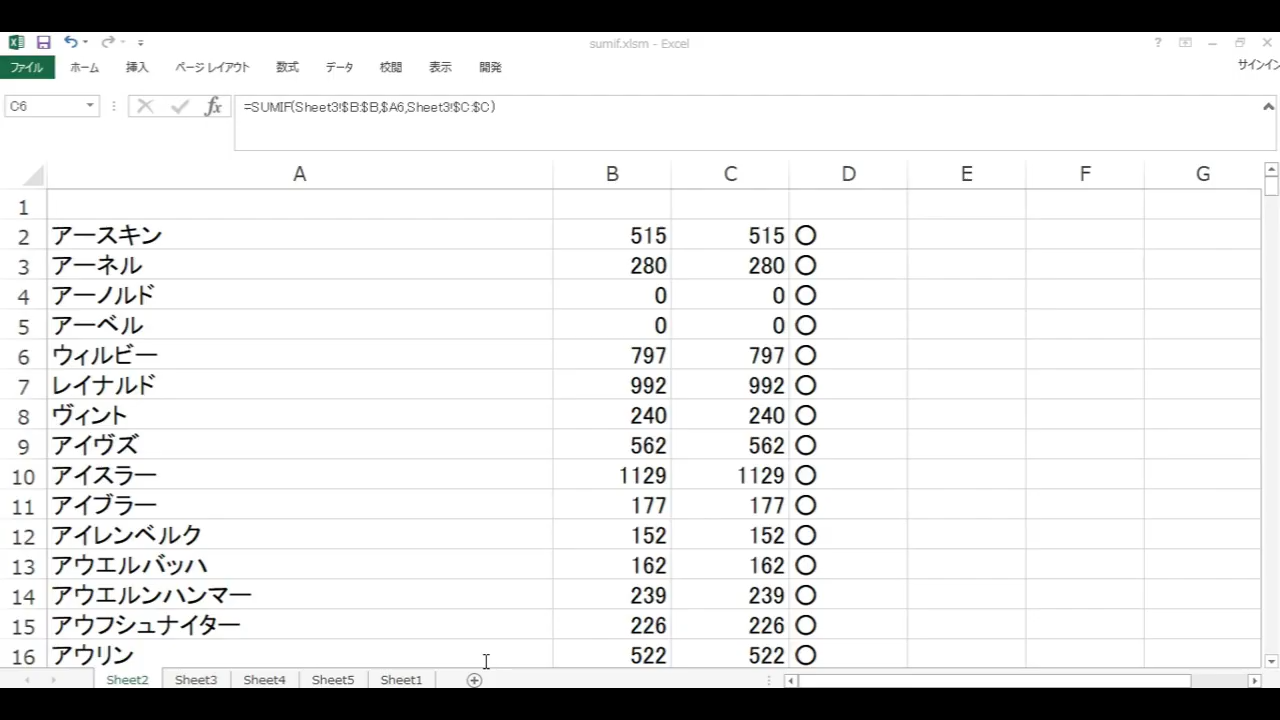 sumif.xlsm - Excel
?
ファイル ホーム 挿入 ページ レイアウト 数式 データ 校閲 表示 開発 サインイン
C6 fx =SUMIF(Sheet3!$B:$B,$A6,Sheet3!$C:$C)
A B C D E F G
1
2 アースキン 515 515 〇
3 アーネル 280 280 〇
4 アーノルド 0 0 〇
5 アーベル 0 0 〇
6 ウィルビー 797 797 〇
7 レイナルド 992 992 〇
8 ヴィント 240 240 〇
9 アイヴズ 562 562 〇
10 アイスラー 1129 1129 〇
11 アイブラー 177 177 〇
12 アイレンベルク 152 152 〇
13 アウエルバッハ 162 162 〇
14 アウエルンハンマー 239 239 〇
15 アウフシュナイター 226 226 〇
16 アウリン 522 522 〇
Sheet2 Sheet3 Sheet4 Sheet5 Sheet1